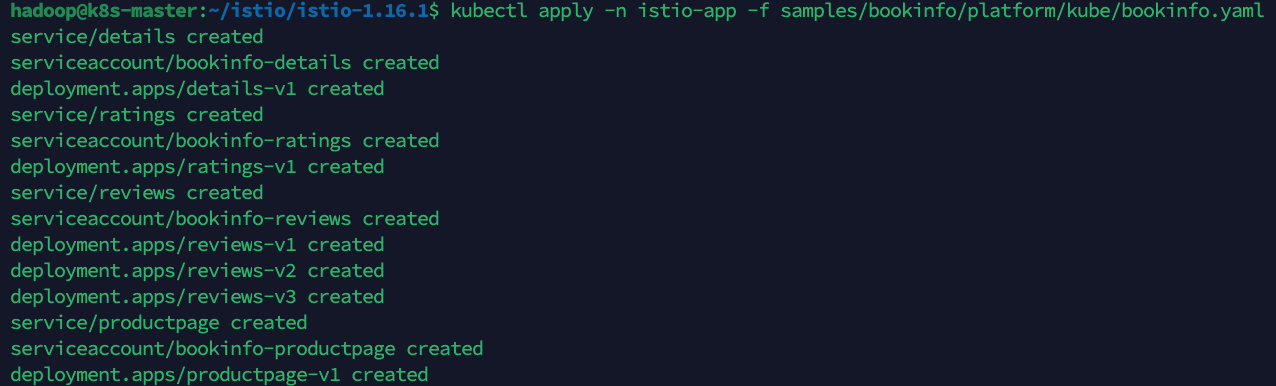 hadoop@k8s-master:~/istio/istio-1.16.1$ kubectl apply -n istio-app -f samples/bookinfo/platform/kube/bookinfo.yaml
service/details created
serviceaccount/bookinfo-details created
deployment.apps/details-v1 created
service/ratings created
serviceaccount/bookinfo-ratings created
deployment.apps/ratings-v1 created
service/reviews created
serviceaccount/bookinfo-reviews created
deployment.apps/reviews-v1 created
deployment.apps/reviews-v2 created
deployment.apps/reviews-v3 created
service/productpage created
serviceaccount/bookinfo-productpage created
deployment.apps/productpage-v1 created